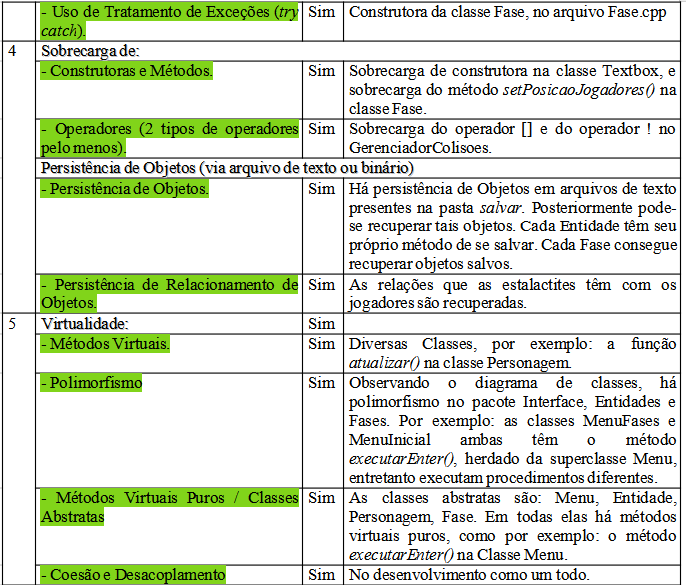 - Uso de Tratamento de Exceções (try catch). Sim Construtora da classe Fase, no arquivo Fase.cpp
4 Sobrecarga de:
- Construtoras e Métodos. Sim Sobrecarga de construtora na classe Textbox, e
sobrecarga do método setPosicaoJogadores() na
classe Fase.
- Operadores (2 tipos de operadores
pelo menos).
Sim
Sobrecarga do operador [] e do operador ! no
GerenciadorColisoes.
Persistência de Objetos (via arquivo de texto ou binário)
- Persistência de Objetos. Sim Há persistência de Objetos em arquivos de texto
presentes na pasta salvar. Posteriormente pode-
se recuperar tais objetos. Cada Entidade têm seu
próprio método de se salvar. Cada Fase consegue
recuperar objetos salvos.
- Persistência de Relacionamento de
Objetos.
Sim
As relações que as estalactites têm com os
jogadores são recuperadas.
5 Virtualidade: Sim
- Métodos Virtuais. Sim Diversas Classes, por exemplo: a função
atualizar() na classe Personagem.
- Polimorfismo Sim Observando o diagrama de classes, há
polimorfismo no pacote Interface, Entidades e
Fases. Por exemplo: as classes MenuFases e
MenuInicial ambas têm o método
executarEnter(), herdado da superclasse Menu,
entretanto executam procedimentos diferentes.
- Métodos Virtuais Puros / Classes
Abstratas
Sim
As classes abstratas são: Menu, Entidade,
Personagem, Fase. Em todas elas há métodos
virtuais puros, como por exemplo: o método
executarEnter() na Classe Menu.
- Coesão e Desacoplamento Sim No desenvolvimento como um todo.